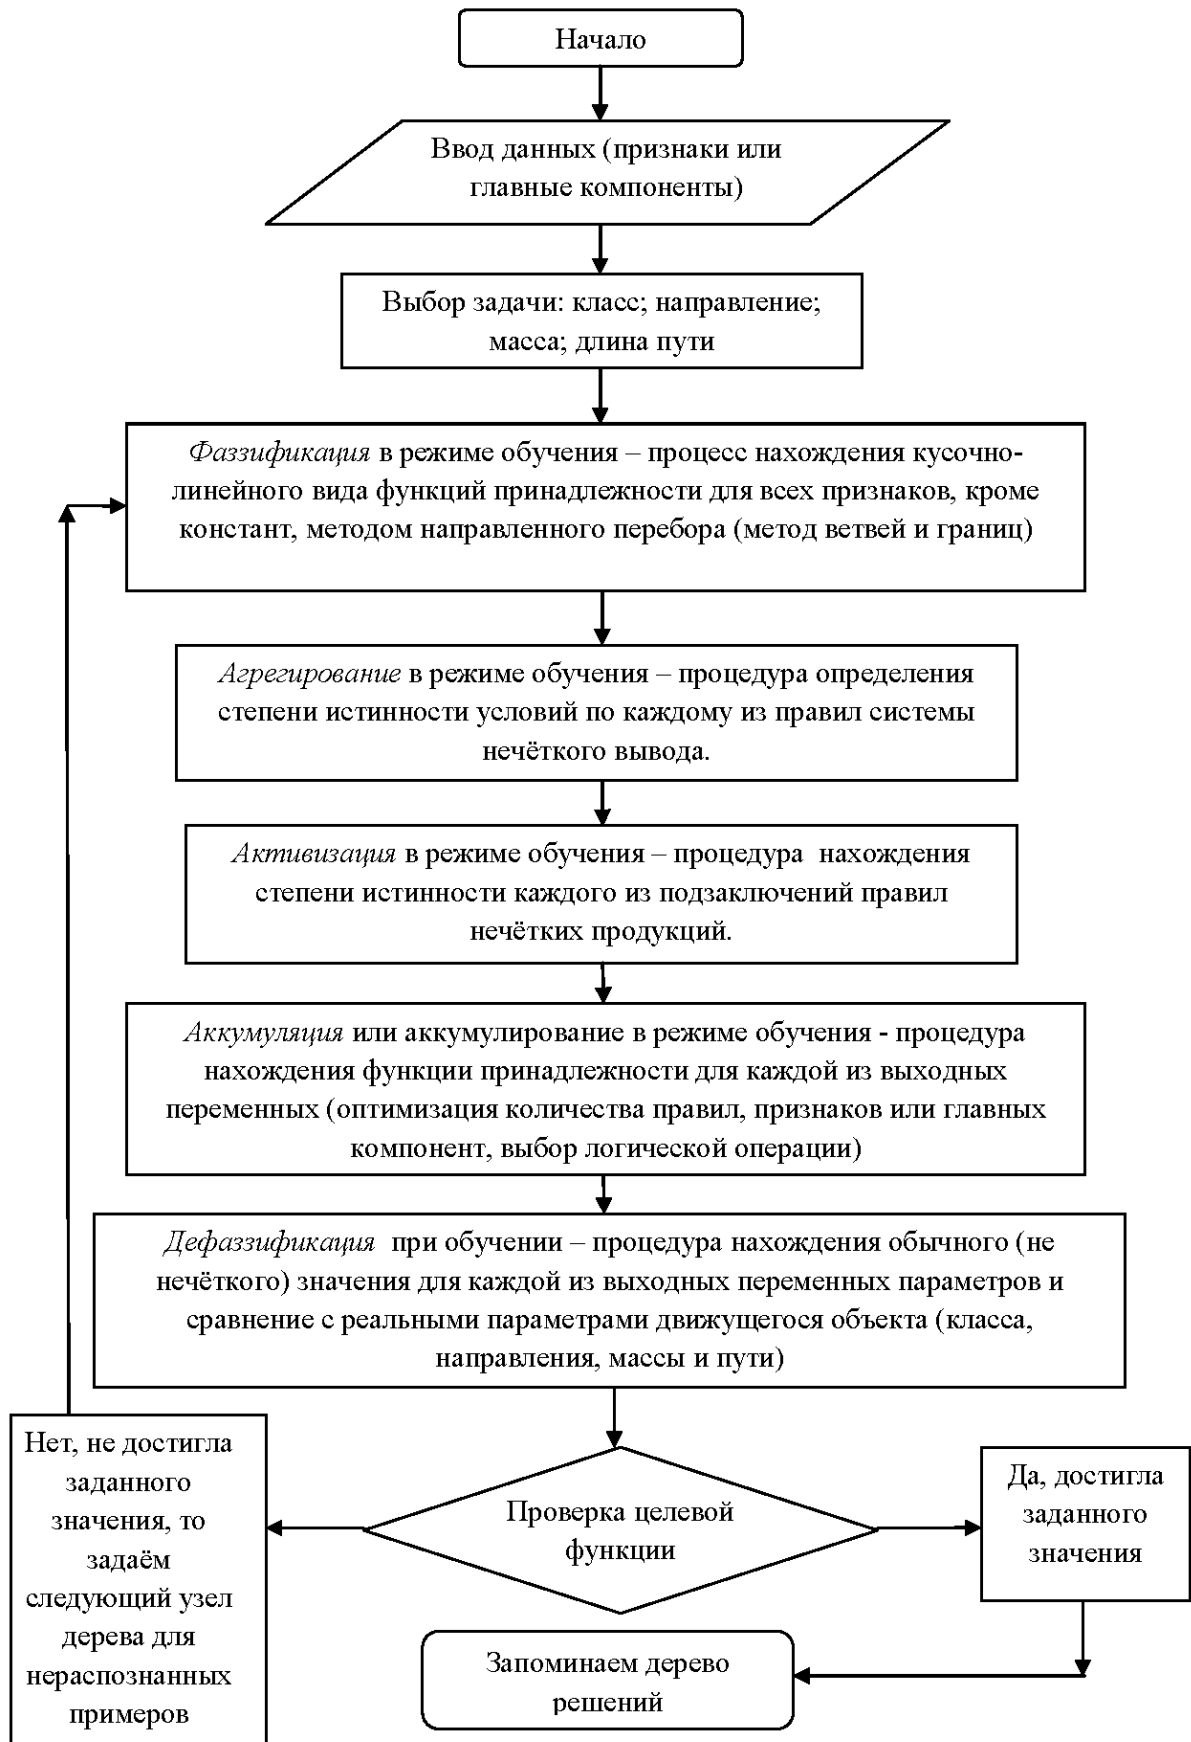 Начало
Ввод данных (признаки или
главные компоненты)
Выбор задачи: класс; направление;
масса; длина пути
Фаззификация в режиме обучения – процесс нахождения кусочно-
линейного вида функций принадлежности для всех признаков, кроме
констант, методом направленного перебора (метод ветвей и границ)
Агрегирование в режиме обучения – процедура определения
степени истинности условий по каждому из правил системы
нечёткого вывода.
Активизация в режиме обучения – процедура нахождения
степени истинности каждого из подзаключений правил
нечётких продукций.
Аккумуляция или аккумулирование в режиме обучения - процедура
нахождения функции принадлежности для каждой из выходных
переменных (оптимизация количества правил, признаков или главных
компонент, выбор логической операции)
Дефаззификация при обучении – процедура нахождения обычного (не
нечёткого) значения для каждой из выходных переменных параметров и
сравнение с реальными параметрами движущегося объекта (класса,
направления, массы и пути)
Проверка целевой
функции
Нет, не достигла
заданного
значения, то
задаём
следующий узел
дерева для
нераспознанных
примеров
Да, достигла
заданного
значения
Запоминаем дерево
решений